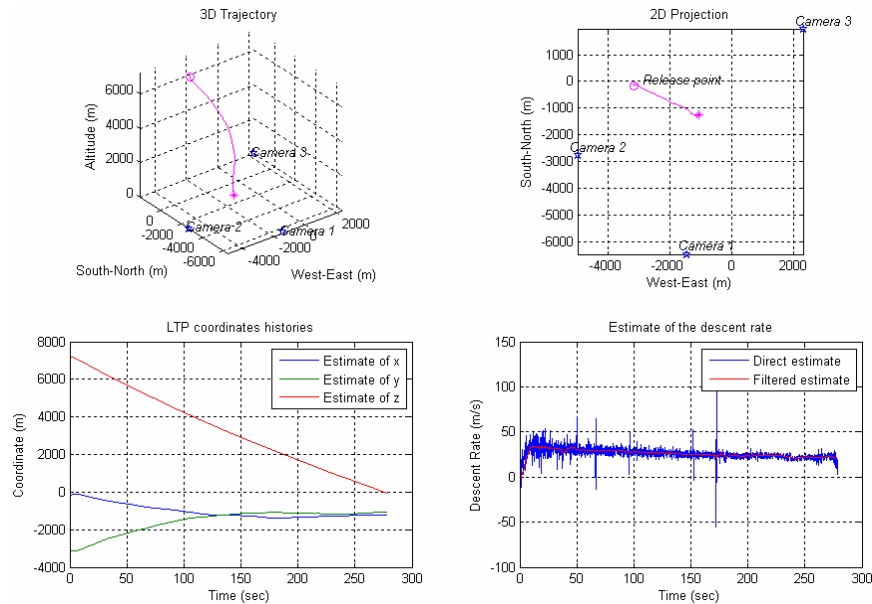 3D Trajectory
6000
4000
2000
0
Altitude (m)
Camera 3
Camera 2
Camera 1
0
-2000
-4000
-6000
South-North (m)
-4000
-2000
0
2000
West-East (m)
2D Projection
Camera 3
1000
0
-1000
-2000
-3000
-4000
-5000
-6000
South-North (m)
Release point
Camera 2
Camera 1
-4000 -2000 0 2000
West-East (m)
LTP coordinates histories
8000
6000
4000
2000
0
-2000
-4000
Coordinate (m)
Estimate of x
Estimate of y
Estimate of z
0 50 100 150 200 250 300
Time (sec)
Estimate of the descent rate
150
100
50
0
-50
-100
Descent Rate (m/s)
Direct estimate
Filtered estimate
0 50 100 150 200 250 300
Time (sec)